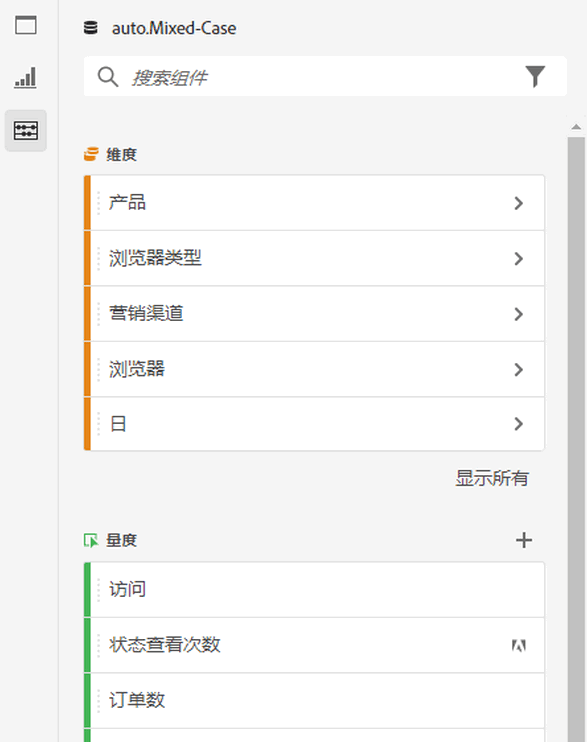 auto.Mixed-Case
搜索组件
维度
产品
浏览器类型
营销渠道
浏览器
日
显示所有
量度
访问
状态查看次数
订单数